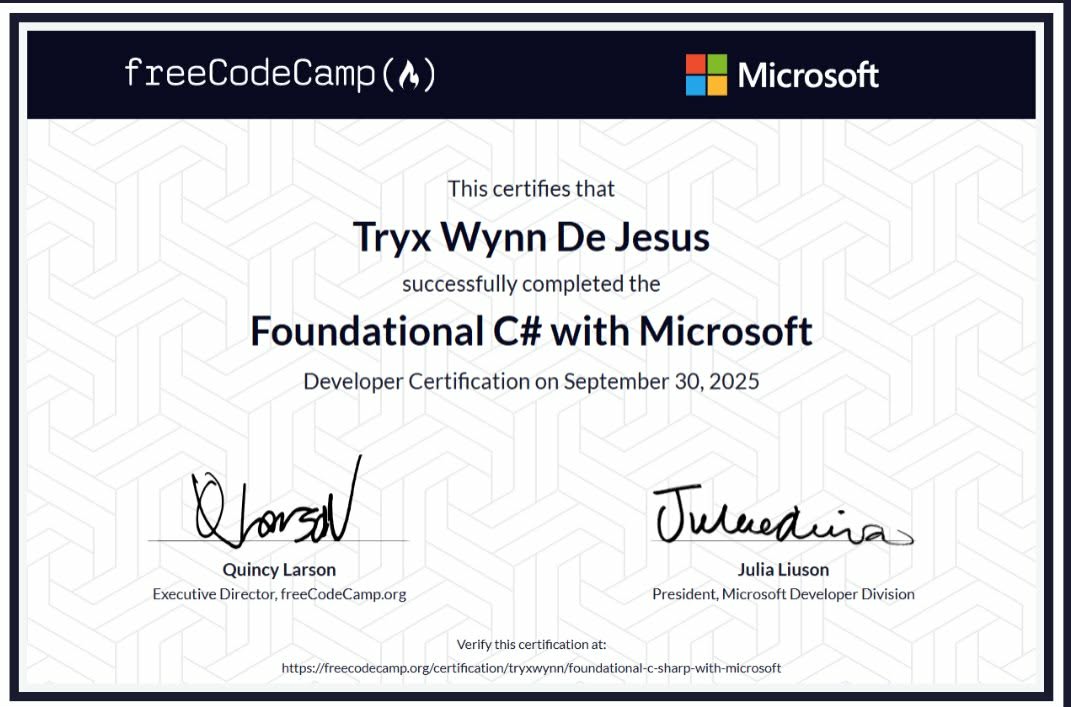 freeCodeCamp(🔥)
Microsoft
This certifies that
Tryx Wynn De Jesus
successfully completed the
Foundational C# with Microsoft
Developer Certification on September 30, 2025
Quincy Larson
Executive Director, freeCodeCamp.org
Julia Liuson
President, Microsoft Developer Division
Verify this certification at:
https://freecodecamp.org/certification/tryxwynn/foundational-c-sharp-with-microsoft